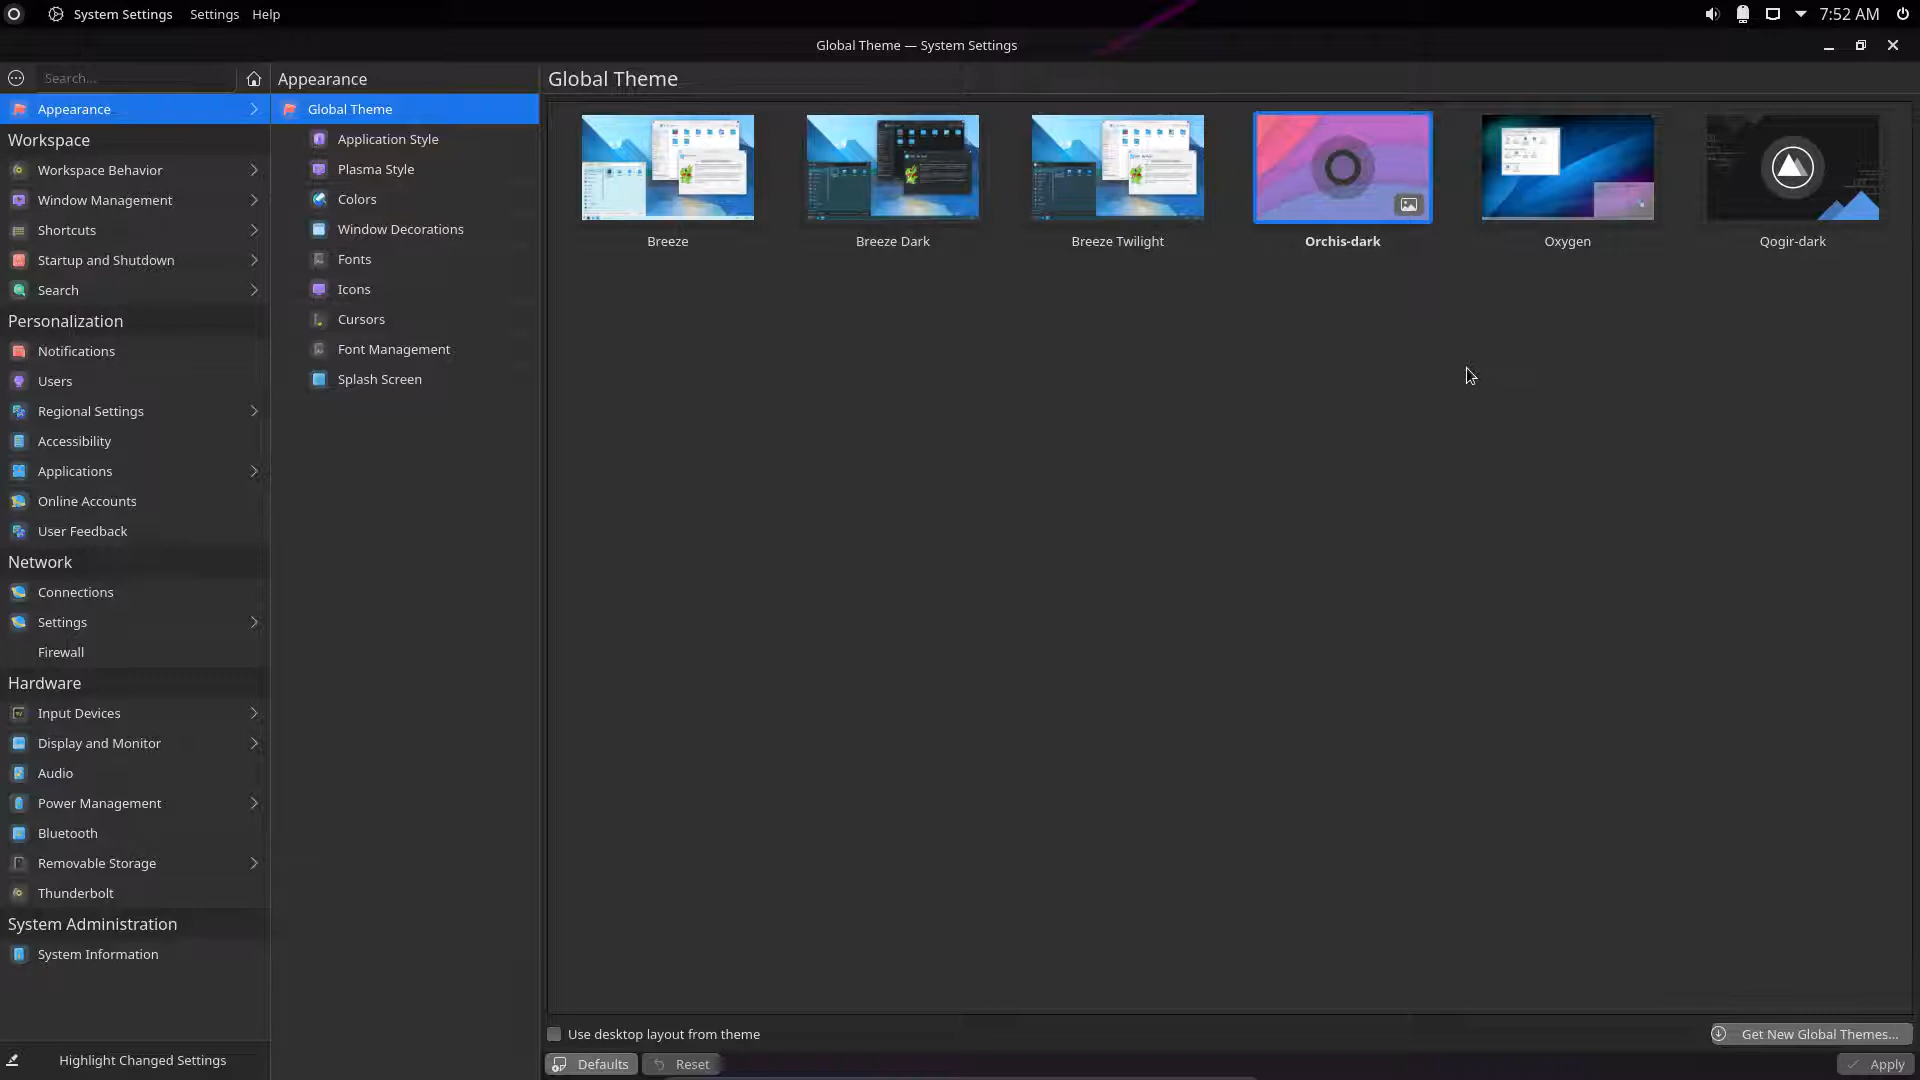 System Settings Settings Help
7:52 AM
Global Theme — System Settings
Search...
Appearance
Workspace
Workspace Behavior
Window Management
Shortcuts
Startup and Shutdown
Search
Personalization
Notifications
Users
Regional Settings
Accessibility
Applications
Online Accounts
User Feedback
Network
Connections
Settings
Firewall
Hardware
Input Devices
Display and Monitor
Audio
Power Management
Bluetooth
Removable Storage
Thunderbolt
System Administration
System Information
Highlight Changed Settings
Appearance
Global Theme
Application Style
Plasma Style
Colors
Window Decorations
Fonts
Icons
Cursors
Font Management
Splash Screen
Global Theme
Breeze
Breeze Dark
Breeze Twilight
Orchis-dark
Oxygen
Qogir-dark
Use desktop layout from theme
Get New Global Themes...
Defaults
Reset
Apply